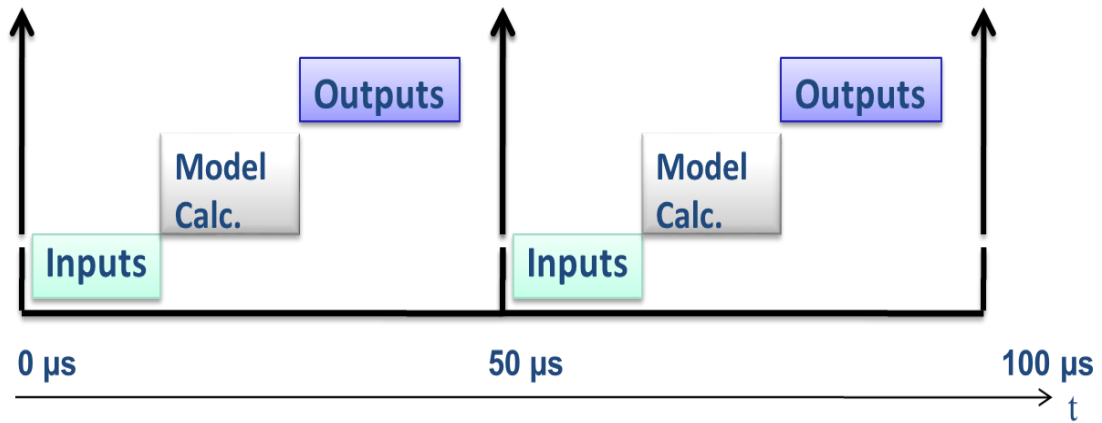 Outputs
Outputs
Model
Calc.
Model
Calc.
Inputs
Inputs
0 µs
50 µs
100 µs
t